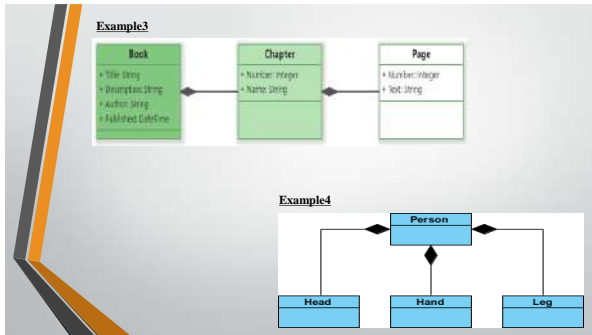 Example3
Book
+ Title: String
+ Description: String
+ Author: String
+ Published: DateTime
Chapter
+ Number: Integer
+ Name: String
Page
+ Number: Integer
+ Text: String
Example4
Person
Head
Hand
Leg